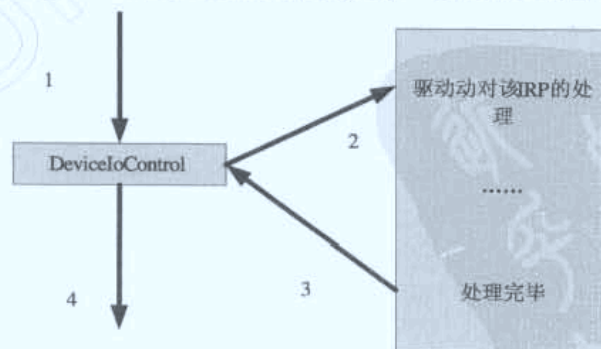 1
驱动动对该IRP的处
理
2
DeviceIoControl
......
3
4
处理完毕